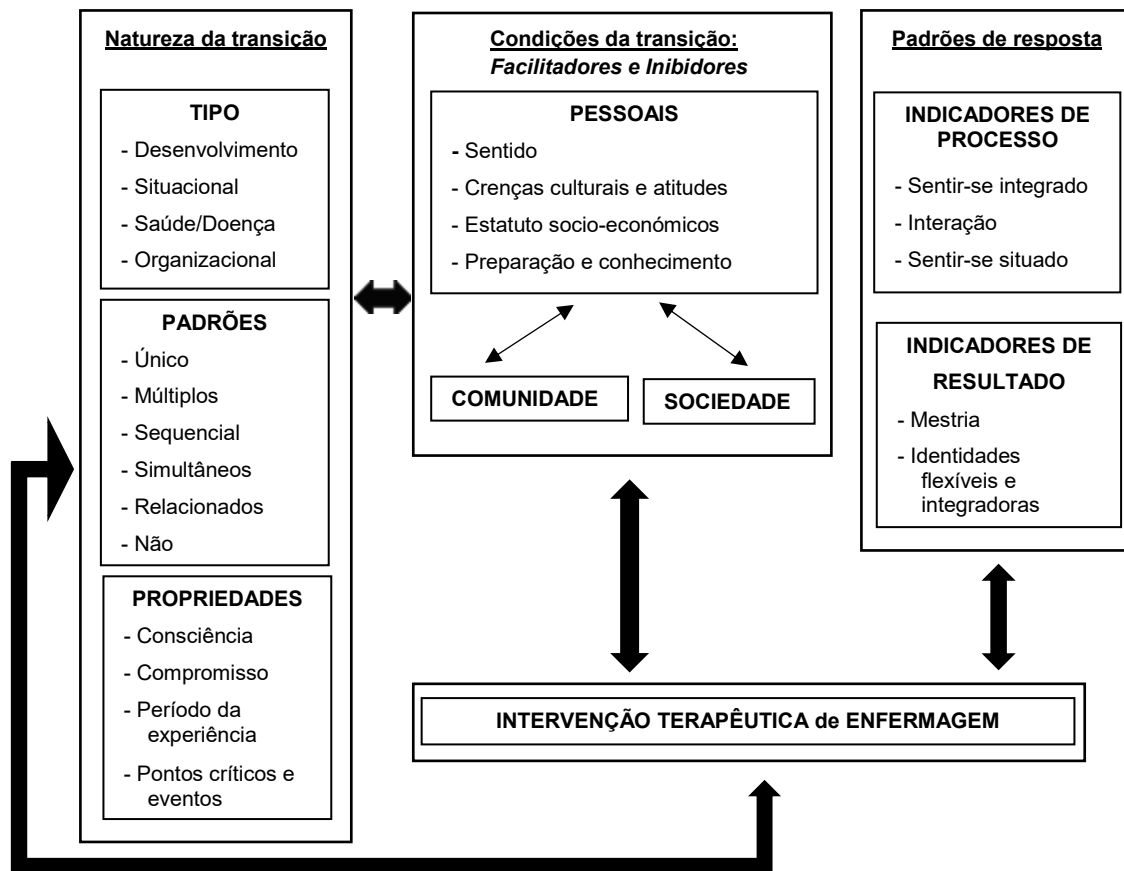 Natureza da transição
TIPO
- Desenvolvimento
- Situacional
- Saúde/Doença
- Organizacional
PADRÕES
- Único
- Múltiplos
- Sequencial
- Simultâneos
- Relacionados
- Não
PROPRIEDADES
- Consciência
- Compromisso
- Período da
experiência
- Pontos críticos e
eventos
Condições da transição:
Facilitadores e Inibidores
PESSOAIS
- Sentido
- Crenças culturais e atitudes
- Estatuto socio-económicos
- Preparação e conhecimento
COMUNIDADE
SOCIEDADE
Padrões de resposta
INDICADORES DE
PROCESSO
- Sentir-se integrado
- Interação
- Sentir-se situado
INDICADORES DE
RESULTADO
- Mestria
- Identidades
flexíveis e
integradoras
INTERVENÇÃO TERAPÊUTICA de ENFERMAGEM